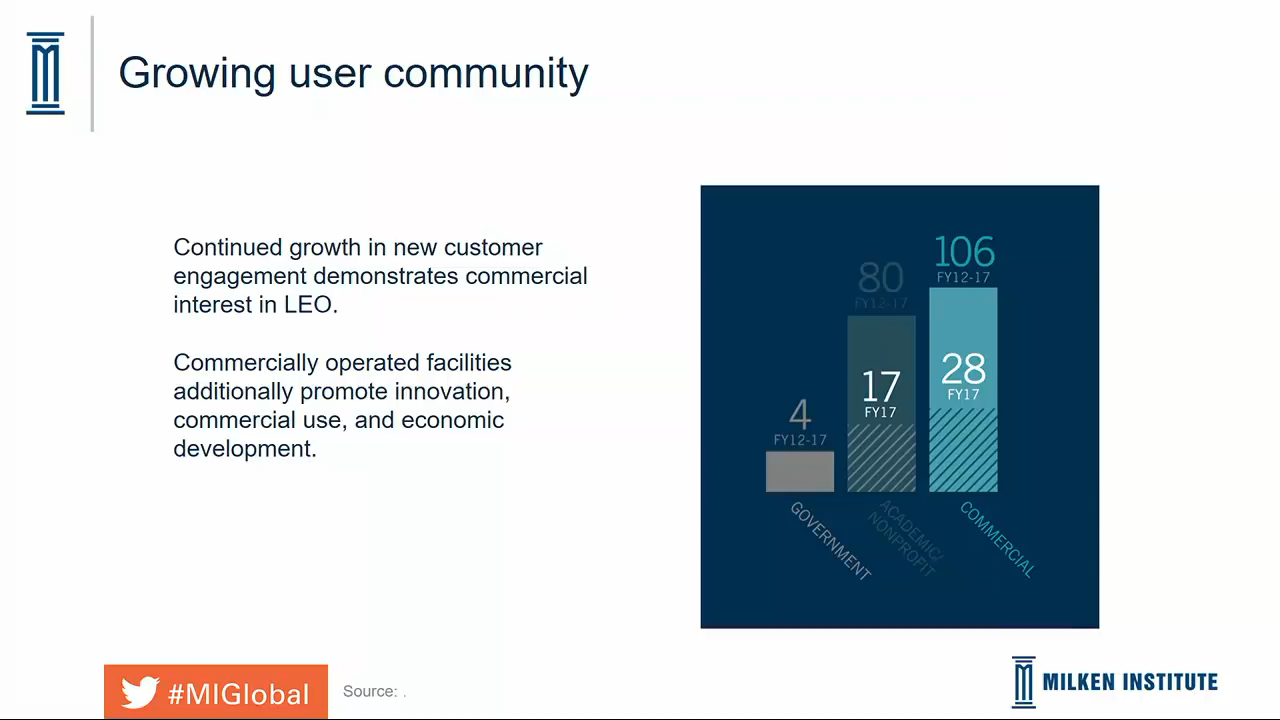 Growing user community
Continued growth in new customer
engagement demonstrates commercial
interest in LEO.
Commercially operated facilities
additionally promote innovation,
commercial use, and economic
development.
4
FY12-17
GOVERNMENT
80
FY12-17
17
FY17
ACADEMIC/
NONPROFIT
106
FY12-17
28
FY17
COMMERCIAL
#MIGlobal
Source: .
MILKEN INSTITUTE